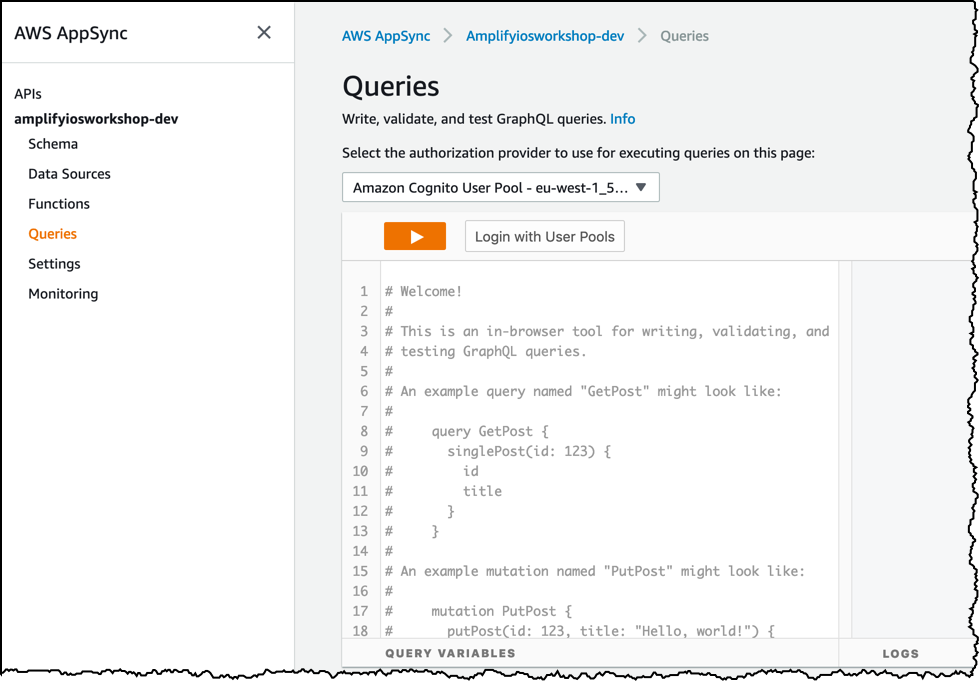 AWS AppSync
APIs
amplifyiosworkshop-dev
Schema
Data Sources
Functions
Queries
Settings
Monitoring
AWS AppSync > Amplifyiosworkshop-dev > Queries
Queries
Write, validate, and test GraphQL queries. Info
Select the authorization provider to use for executing queries on this page:
Amazon Cognito User Pool - eu-west-1_5...
Login with User Pools
1 # Welcome!
2 #
3 # This is an in-browser tool for writing, validating, and
4 # testing GraphQL queries.
5 #
6 # An example query named "GetPost" might look like:
7 #
8 #     query GetPost {
9 #       singlePost(id: 123) {
10 #         id
11 #         title
12 #       }
13 #     }
14 #
15 # An example mutation named "PutPost" might look like:
16 #
17 #     mutation PutPost {
18 #       putPost(id: 123, title: "Hello, world!") {
QUERY VARIABLES
LOGS